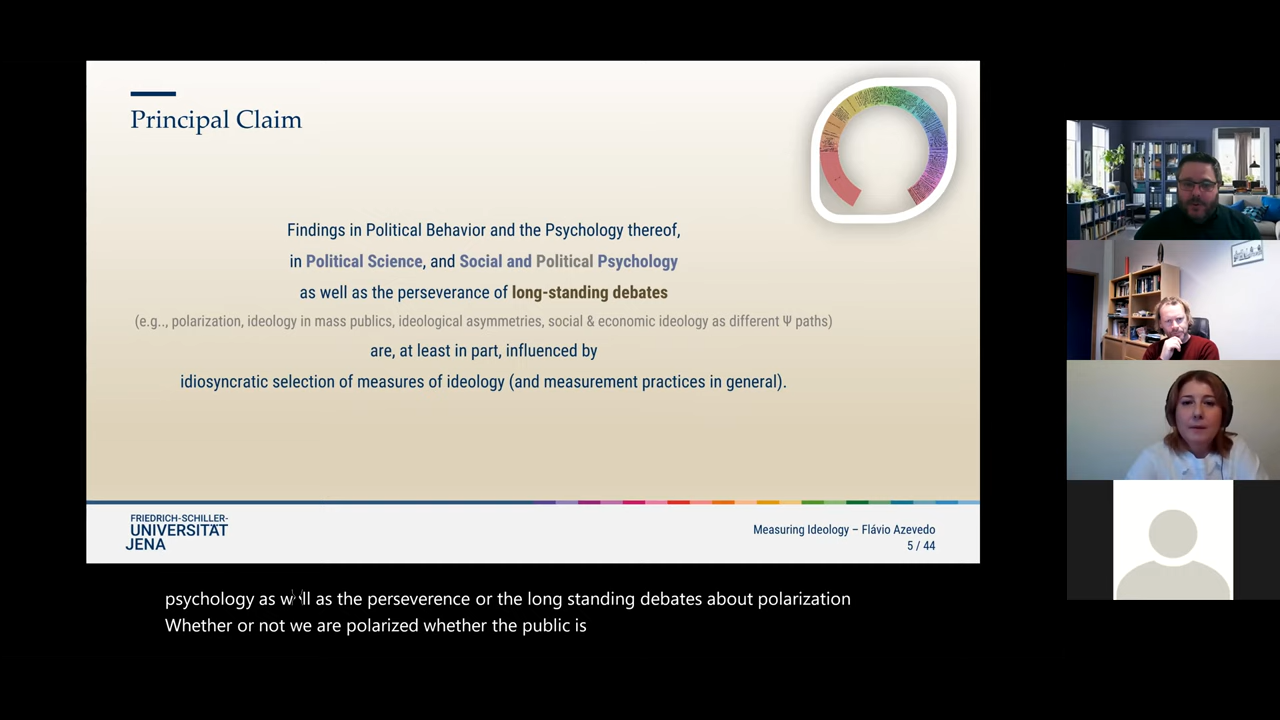 Principal Claim
Findings in Political Behavior and the Psychology thereof,
in Political Science, and Social and Political Psychology
as well as the perseverance of long-standing debates
(e.g.., polarization, ideology in mass publics, ideological asymmetries, social & economic ideology as different Ψ paths)
are, at least in part, influenced by
idiosyncratic selection of measures of ideology (and measurement practices in general).
FRIEDRICH-SCHILLER-
UNIVERSITÄT
JENA
Measuring Ideology – Flávio Azevedo
5 / 44
psychology as well as the perseverence or the long standing debates about polarization
Whether or not we are polarized whether the public is